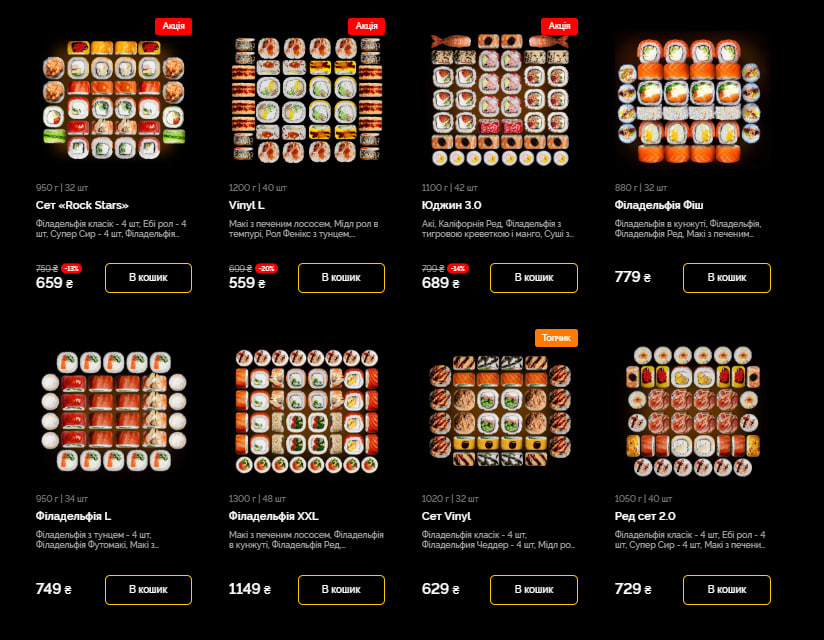 Акція
950 г | 32 шт
Сет «Rock Stars»
Філадельфія класік - 4 шт, Ебі рол - 4
шт, Супер Сир - 4 шт, Філадельфія...
759 ₴ -13%
659 ₴
В кошик
Акція
1200 г | 40 шт
Vinyl L
Макі з печеним лососем, Мідл рол в
темпурі, Рол Фенікс з тунцем,...
699 ₴ -20%
559 ₴
В кошик
Акція
1100 г | 42 шт
Юджин 3.0
Акі, Каліфорнія Ред, Філадельфія з
тигровою креветкою і манго, Суші з...
799 ₴ -14%
689 ₴
В кошик
880 г | 32 шт
Філадельфія Фіш
Філадельфія в кунжуті, Філадельфія,
Філадельфія Ред, Макі з печеним...
779 ₴
В кошик
950 г | 34 шт
Філадельфія L
Філадельфія з тунцем - 4 шт,
Філадельфія Футомакі, Макі з...
749 ₴
В кошик
1300 г | 48 шт
Філадельфія XXL
Макі з печеним лососем, Філадельфія
в кунжуті, Філадельфія Ред,...
1149 ₴
В кошик
Топчик
1020 г | 32 шт
Сет Vinyl
Філадельфія класік - 4 шт,
Філадельфия Чеддер - 4 шт, Мідл ро...
629 ₴
В кошик
1050 г | 40 шт
Ред сет 2.0
Філадельфія класік - 4 шт, Ебі рол - 4
шт, Супер Сир - 4 шт, Макі з печени...
729 ₴
В кошик